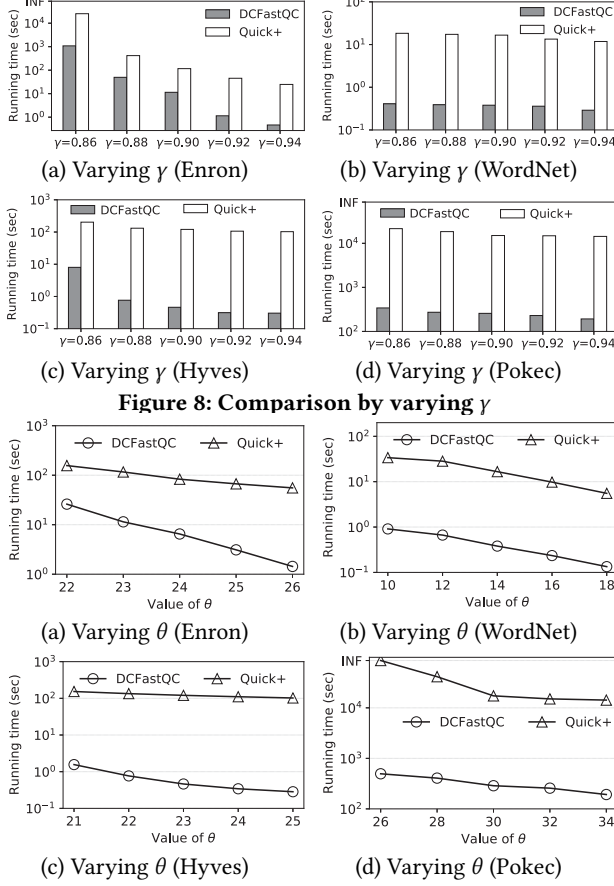 Running time (sec)
INF
10^4
10^3
10^2
10^1
10^0
DCFastQC
Quick+
γ=0.86 γ=0.88 γ=0.90 γ=0.92 γ=0.94
(a) Varying γ (Enron)
Running time (sec)
10^2
10^1
10^0
10^-1
DCFastQC
Quick+
γ=0.86 γ=0.88 γ=0.90 γ=0.92 γ=0.94
(b) Varying γ (WordNet)
Running time (sec)
10^3
10^2
10^1
10^0
10^-1
DCFastQC Quick+
γ=0.86 γ=0.88 γ=0.90 γ=0.92 γ=0.94
(c) Varying γ (Hyves)
Running time (sec)
INF
10^4
10^3
10^2
DCFastQC Quick+
γ=0.86 γ=0.88 γ=0.90 γ=0.92 γ=0.94
(d) Varying γ (Pokec)
Figure 8: Comparison by varying γ
Running time (sec)
10^3
10^2
10^1
10^0
DCFastQC Quick+
22 23 24 25 26
Value of θ
(a) Varying θ (Enron)
Running time (sec)
10^2
10^1
10^0
10^-1
DCFastQC Quick+
10 12 14 16 18
Value of θ
(b) Varying θ (WordNet)
Running time (sec)
10^3
10^2
10^1
10^0
10^-1
DCFastQC Quick+
21 22 23 24 25
Value of θ
(c) Varying θ (Hyves)
Running time (sec)
INF
10^4
10^3
10^2
DCFastQC Quick+
26 28 30 32 34
Value of θ
(d) Varying θ (Pokec)